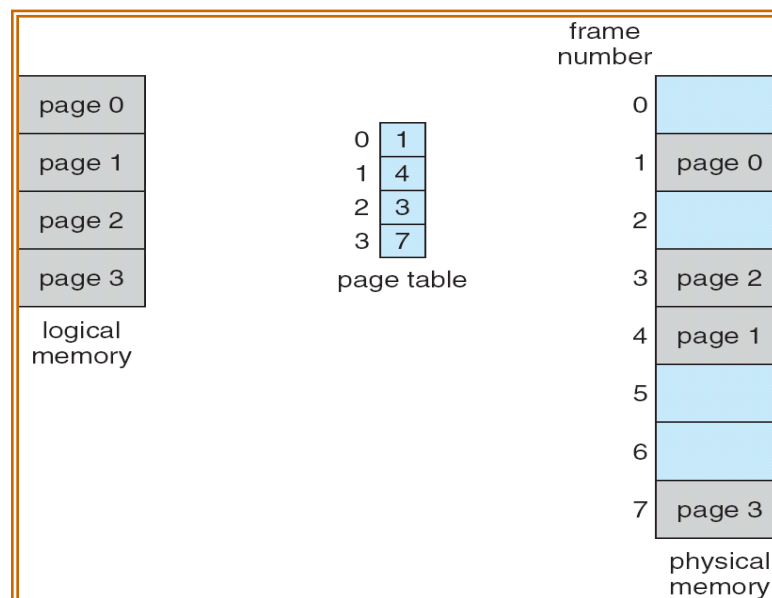 frame
number
page 0
page 1
page 2
page 3
logical
memory
0 1
1 4
2 3
3 7
page table
0
1 page 0
2
3 page 2
4 page 1
5
6
7 page 3
physical
memory